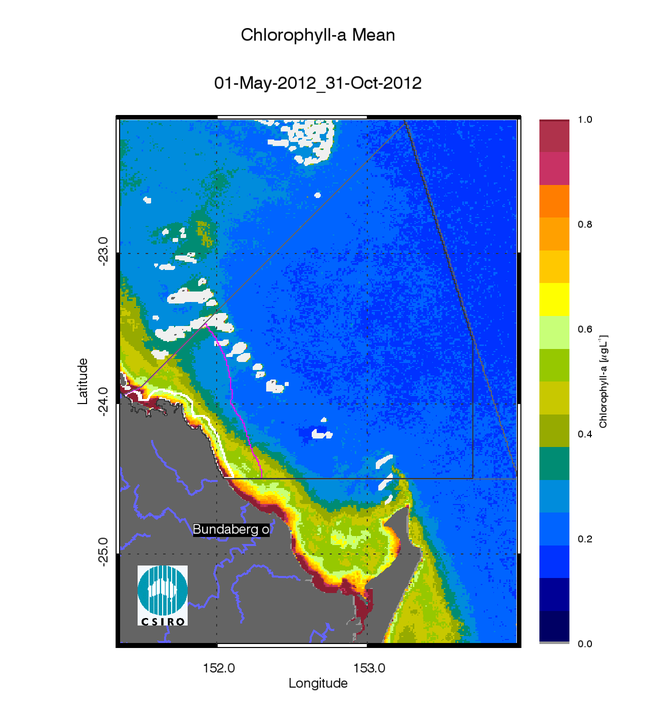 Chlorophyll-a Mean
01-May-2012_31-Oct-2012
1.0
0.8
-23.0
0.6
Chlorophyll-a [µgL⁻¹]
Latitude
-24.0
0.4
Bundaberg o
0.2
-25.0
CSIRO
0.0
152.0 153.0
Longitude